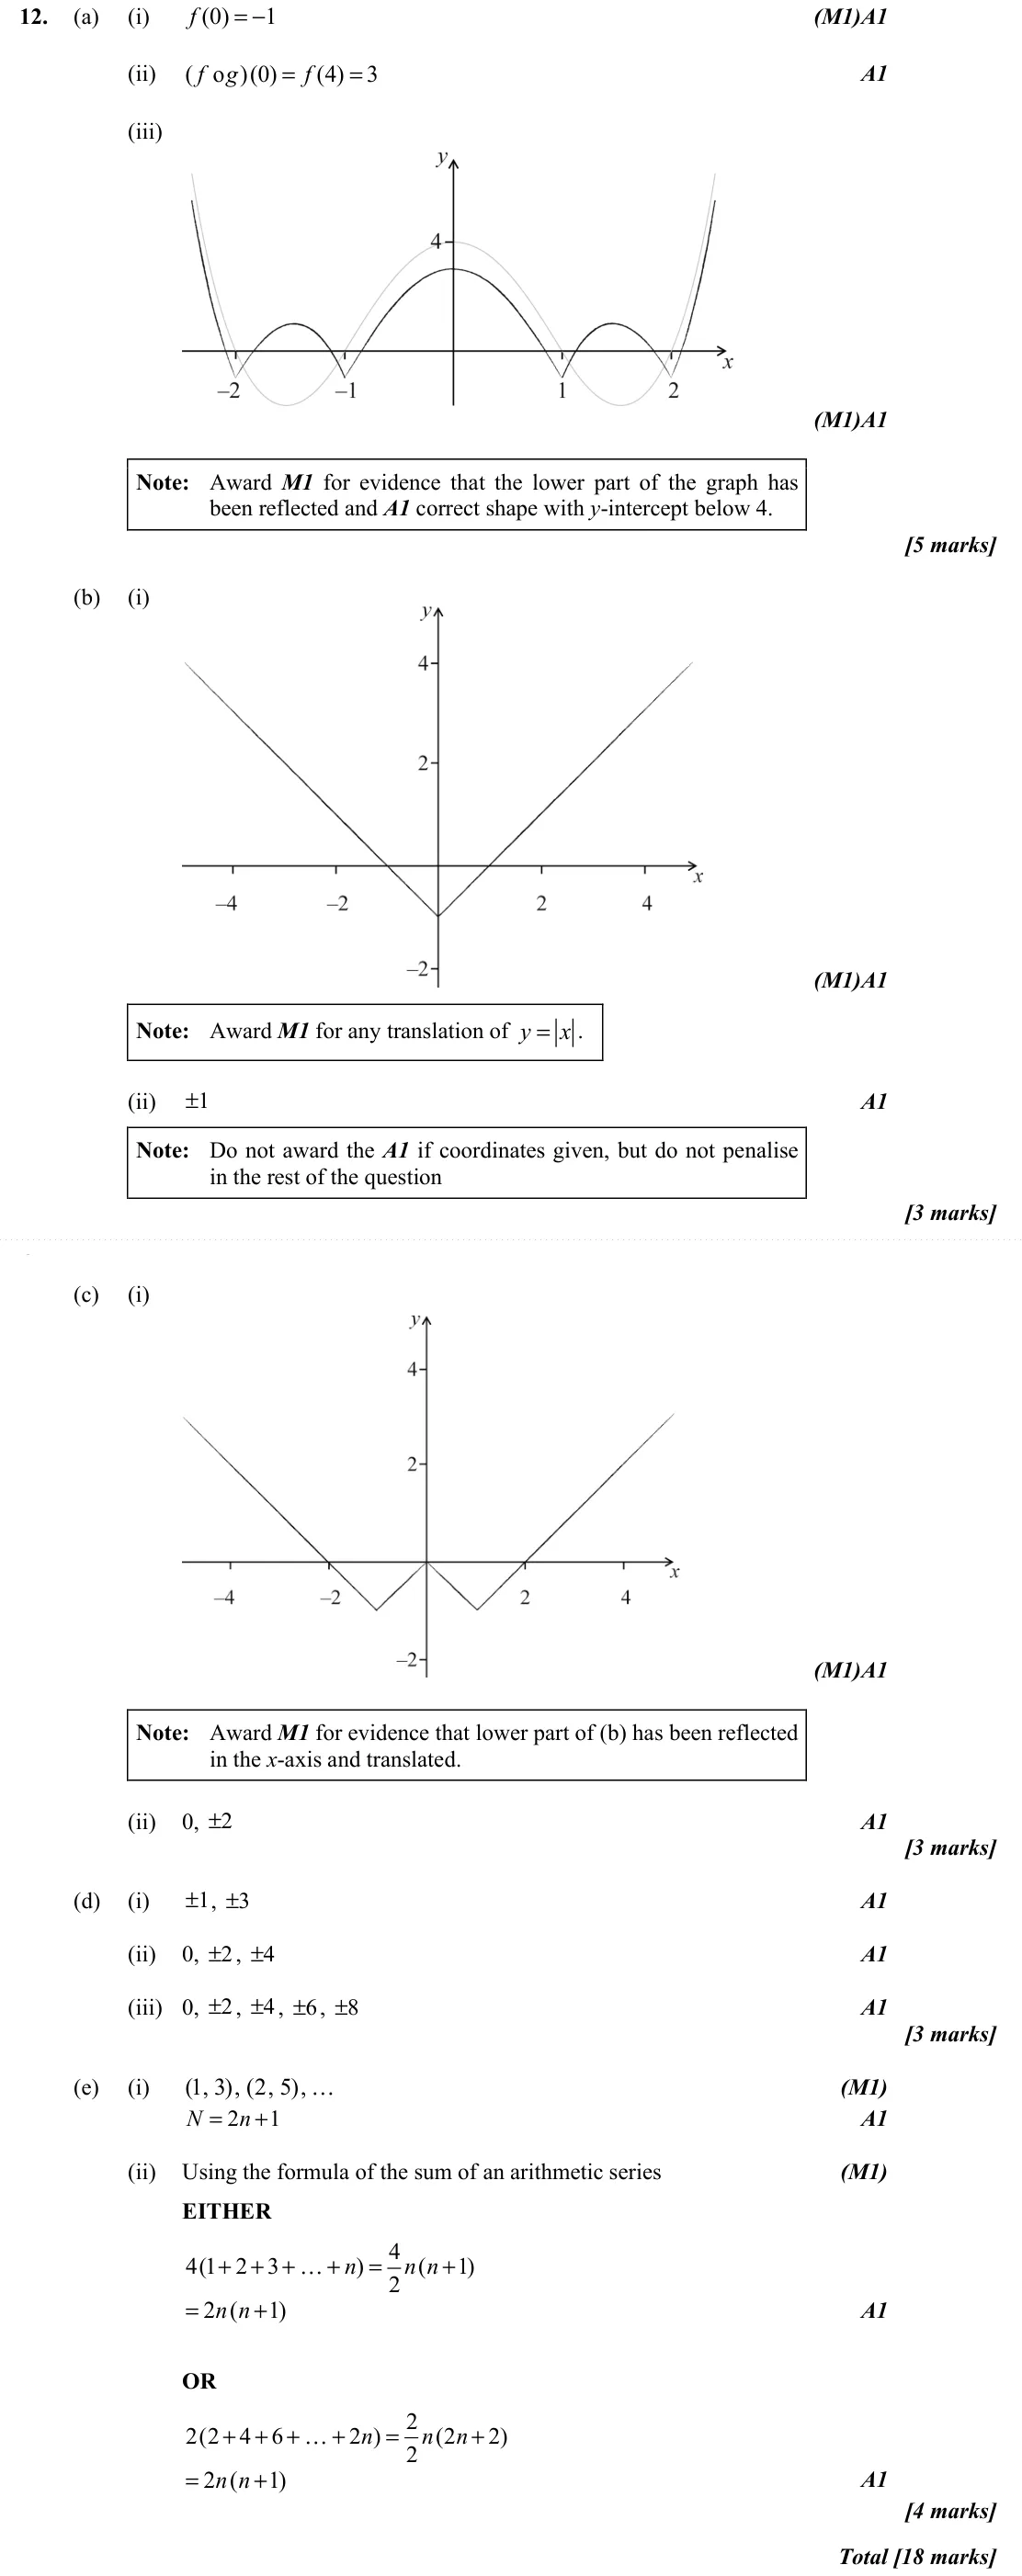 12. (a) (i) f(0) = −1 (M1)A1
(ii) (f o g)(0) = f(4) = 3 A1
(iii)
y
4
x
−2 −1 1 2
(M1)A1
Note: Award M1 for evidence that the lower part of the graph has
been reflected and A1 correct shape with y-intercept below 4.
[5 marks]
(b) (i)
y
4
2
x
−4 −2 2 4
−2
(M1)A1
Note: Award M1 for any translation of y = |x|.
(ii) ±1 A1
Note: Do not award the A1 if coordinates given, but do not penalise
in the rest of the question
[3 marks]
(c) (i)
y
4
2
x
−4 −2 2 4
−2
(M1)A1
Note: Award M1 for evidence that lower part of (b) has been reflected
in the x-axis and translated.
(ii) 0, ±2 A1
[3 marks]
(d) (i) ±1, ±3 A1
(ii) 0, ±2, ±4 A1
(iii) 0, ±2, ±4, ±6, ±8 A1
[3 marks]
(e) (i) (1, 3), (2, 5), … (M1)
N = 2n + 1 A1
(ii) Using the formula of the sum of an arithmetic series (M1)
EITHER
4(1 + 2 + 3 + … + n) = 4/2 n(n + 1)
= 2n(n + 1) A1
OR
2(2 + 4 + 6 + … + 2n) = 2/2 n(2n + 2)
= 2n(n + 1) A1
[4 marks]
Total [18 marks]